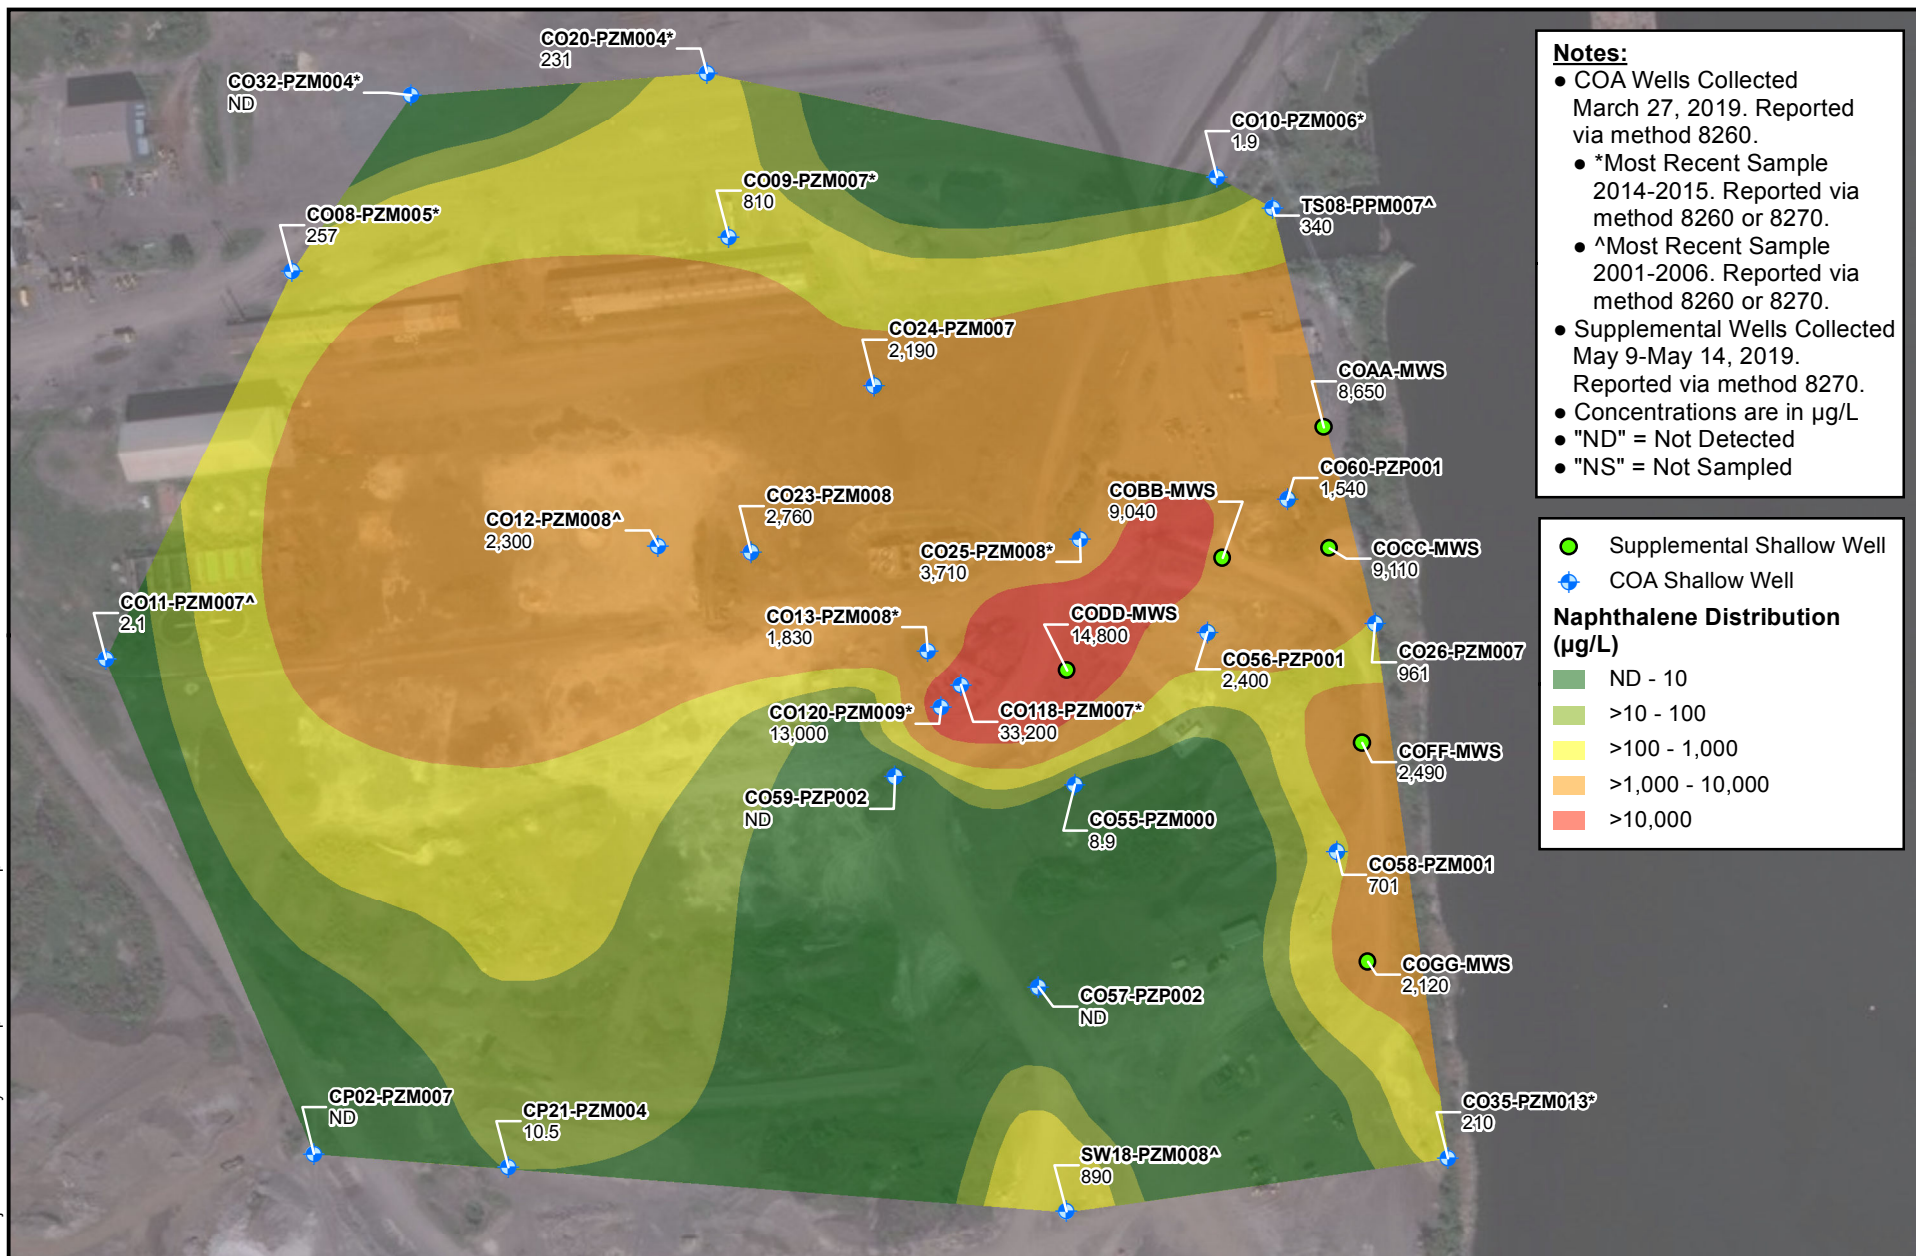 CO20-PZM004*
231
CO32-PZM004*
ND
CO10-PZM006*
1.9
CO09-PZM007*
810
TS08-PPM007^
340
CO08-PZM005*
257
CO24-PZM007
2,190
COAA-MWS
8,650
CO60-PZP001
1,540
COBB-MWS
9,040
CO23-PZM008
2,760
CO12-PZM008^
2,300
CO25-PZM008*
3,710
COCC-MWS
9,110
CO11-PZM007^
2.1
CO13-PZM008*
1,830
CODD-MWS
14,800
CO56-PZP001
2,400
CO26-PZM007
961
CO120-PZM009*
13,000
CO118-PZM007*
33,200
COFF-MWS
2,490
CO59-PZP002
ND
CO55-PZM000
8.9
CO58-PZM001
701
COGG-MWS
2,120
CO57-PZP002
ND
CP02-PZM007
ND
CP21-PZM004
10.5
CO35-PZM013*
210
SW18-PZM008^
890
Notes:
● COA Wells Collected
March 27, 2019. Reported
via method 8260.
● *Most Recent Sample
2014-2015. Reported via
method 8260 or 8270.
● ^Most Recent Sample
2001-2006. Reported via
method 8260 or 8270.
● Supplemental Wells Collected
May 9-May 14, 2019.
Reported via method 8270.
● Concentrations are in µg/L
● "ND" = Not Detected
● "NS" = Not Sampled
Supplemental Shallow Well
COA Shallow Well
Naphthalene Distribution
(µg/L)
ND - 10
>10 - 100
>100 - 1,000
>1,000 - 10,000
>10,000